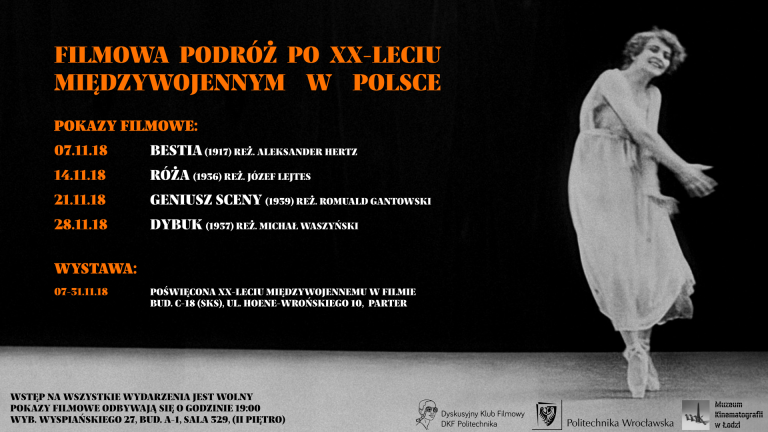 FILMOWA PODRÓŻ PO XX-LECIU
MIĘDZYWOJENNYM W POLSCE
POKAZY FILMOWE:
07.11.18 BESTIA (1917) REŻ. ALEKSANDER HERTZ
14.11.18 RÓŻA (1936) REŻ. JÓZEF LEJTES
21.11.18 GENIUSZ SCENY (1939) REŻ. ROMUALD GANTOWSKI
28.11.18 DYBUK (1937) REŻ. MICHAŁ WASZYŃSKI
WYSTAWA:
07-31.11.18 POŚWIĘCONA XX-LECIU MIĘDZYWOJENNEMU W FILMIE
BUD. C-18 (SKS), UL. HOENE-WROŃSKIEGO 10, PARTER
WSTĘP NA WSZYSTKIE WYDARZENIA JEST WOLNY
POKAZY FILMOWE ODBYWAJĄ SIĘ O GODZINIE 19:00
WYB. WYSPIAŃSKIEGO 27, BUD. A-1, SALA 329, (II PIĘTRO)
Dyskusyjny Klub Filmowy
DKF Politechnika
Politechnika Wrocławska
Muzeum
Kinematografii
w Łodzi